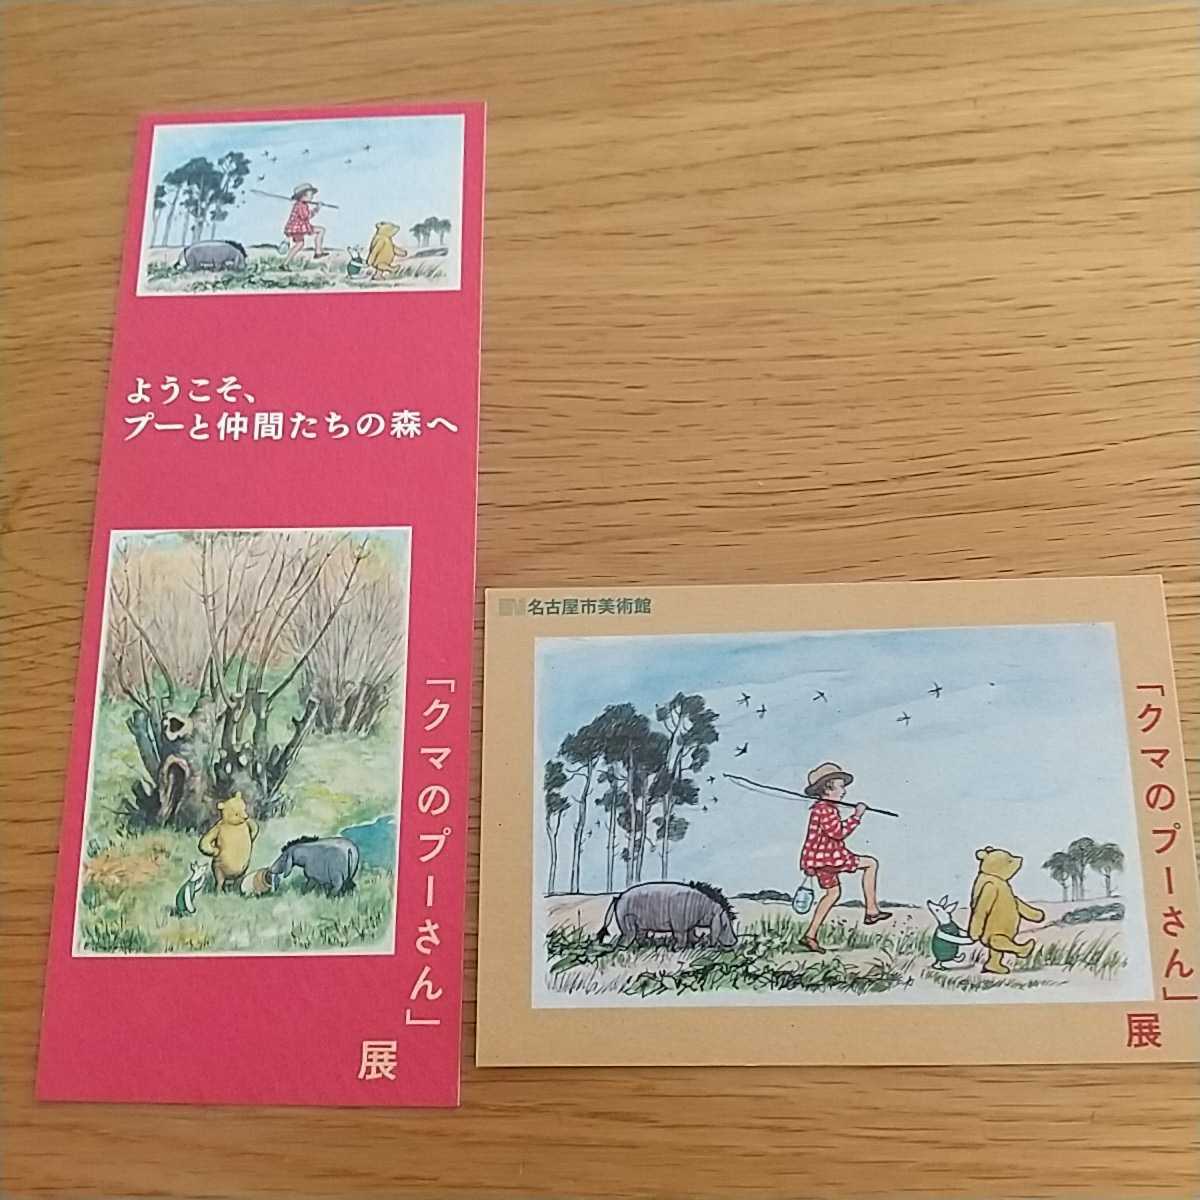 ようこそ、
プーと仲間たちの森へ
「クマのプーさん」
展
名古屋市美術館
「クマのプーさん」
展